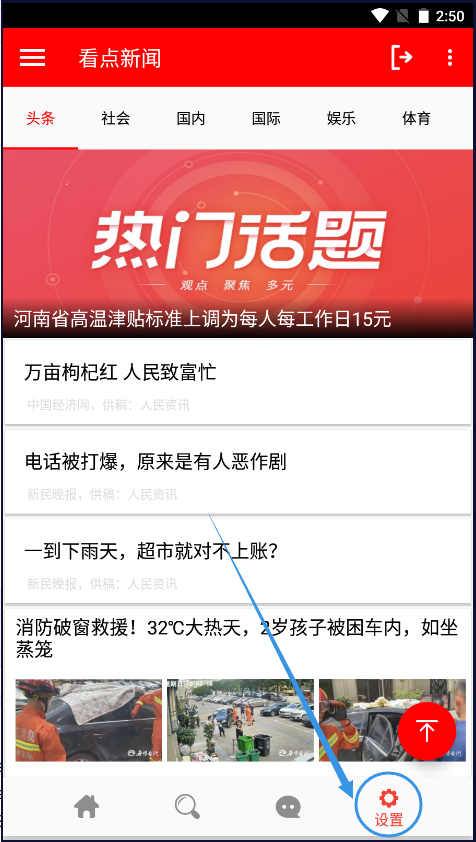 2:50
看点新闻
头条 社会 国内 国际 娱乐 体育
热门话题
观点 聚焦 多元
河南省高温津贴标准上调为每人每工作日15元
万亩枸杞红 人民致富忙
中国经济网，供稿：人民资讯
电话被打爆，原来是有人恶作剧
新民晚报，供稿：人民资讯
一到下雨天，超市就对不上账？
新民晚报，供稿：人民资讯
消防破窗救援！32℃大热天，2岁孩子被困车内，如坐
蒸笼
设置